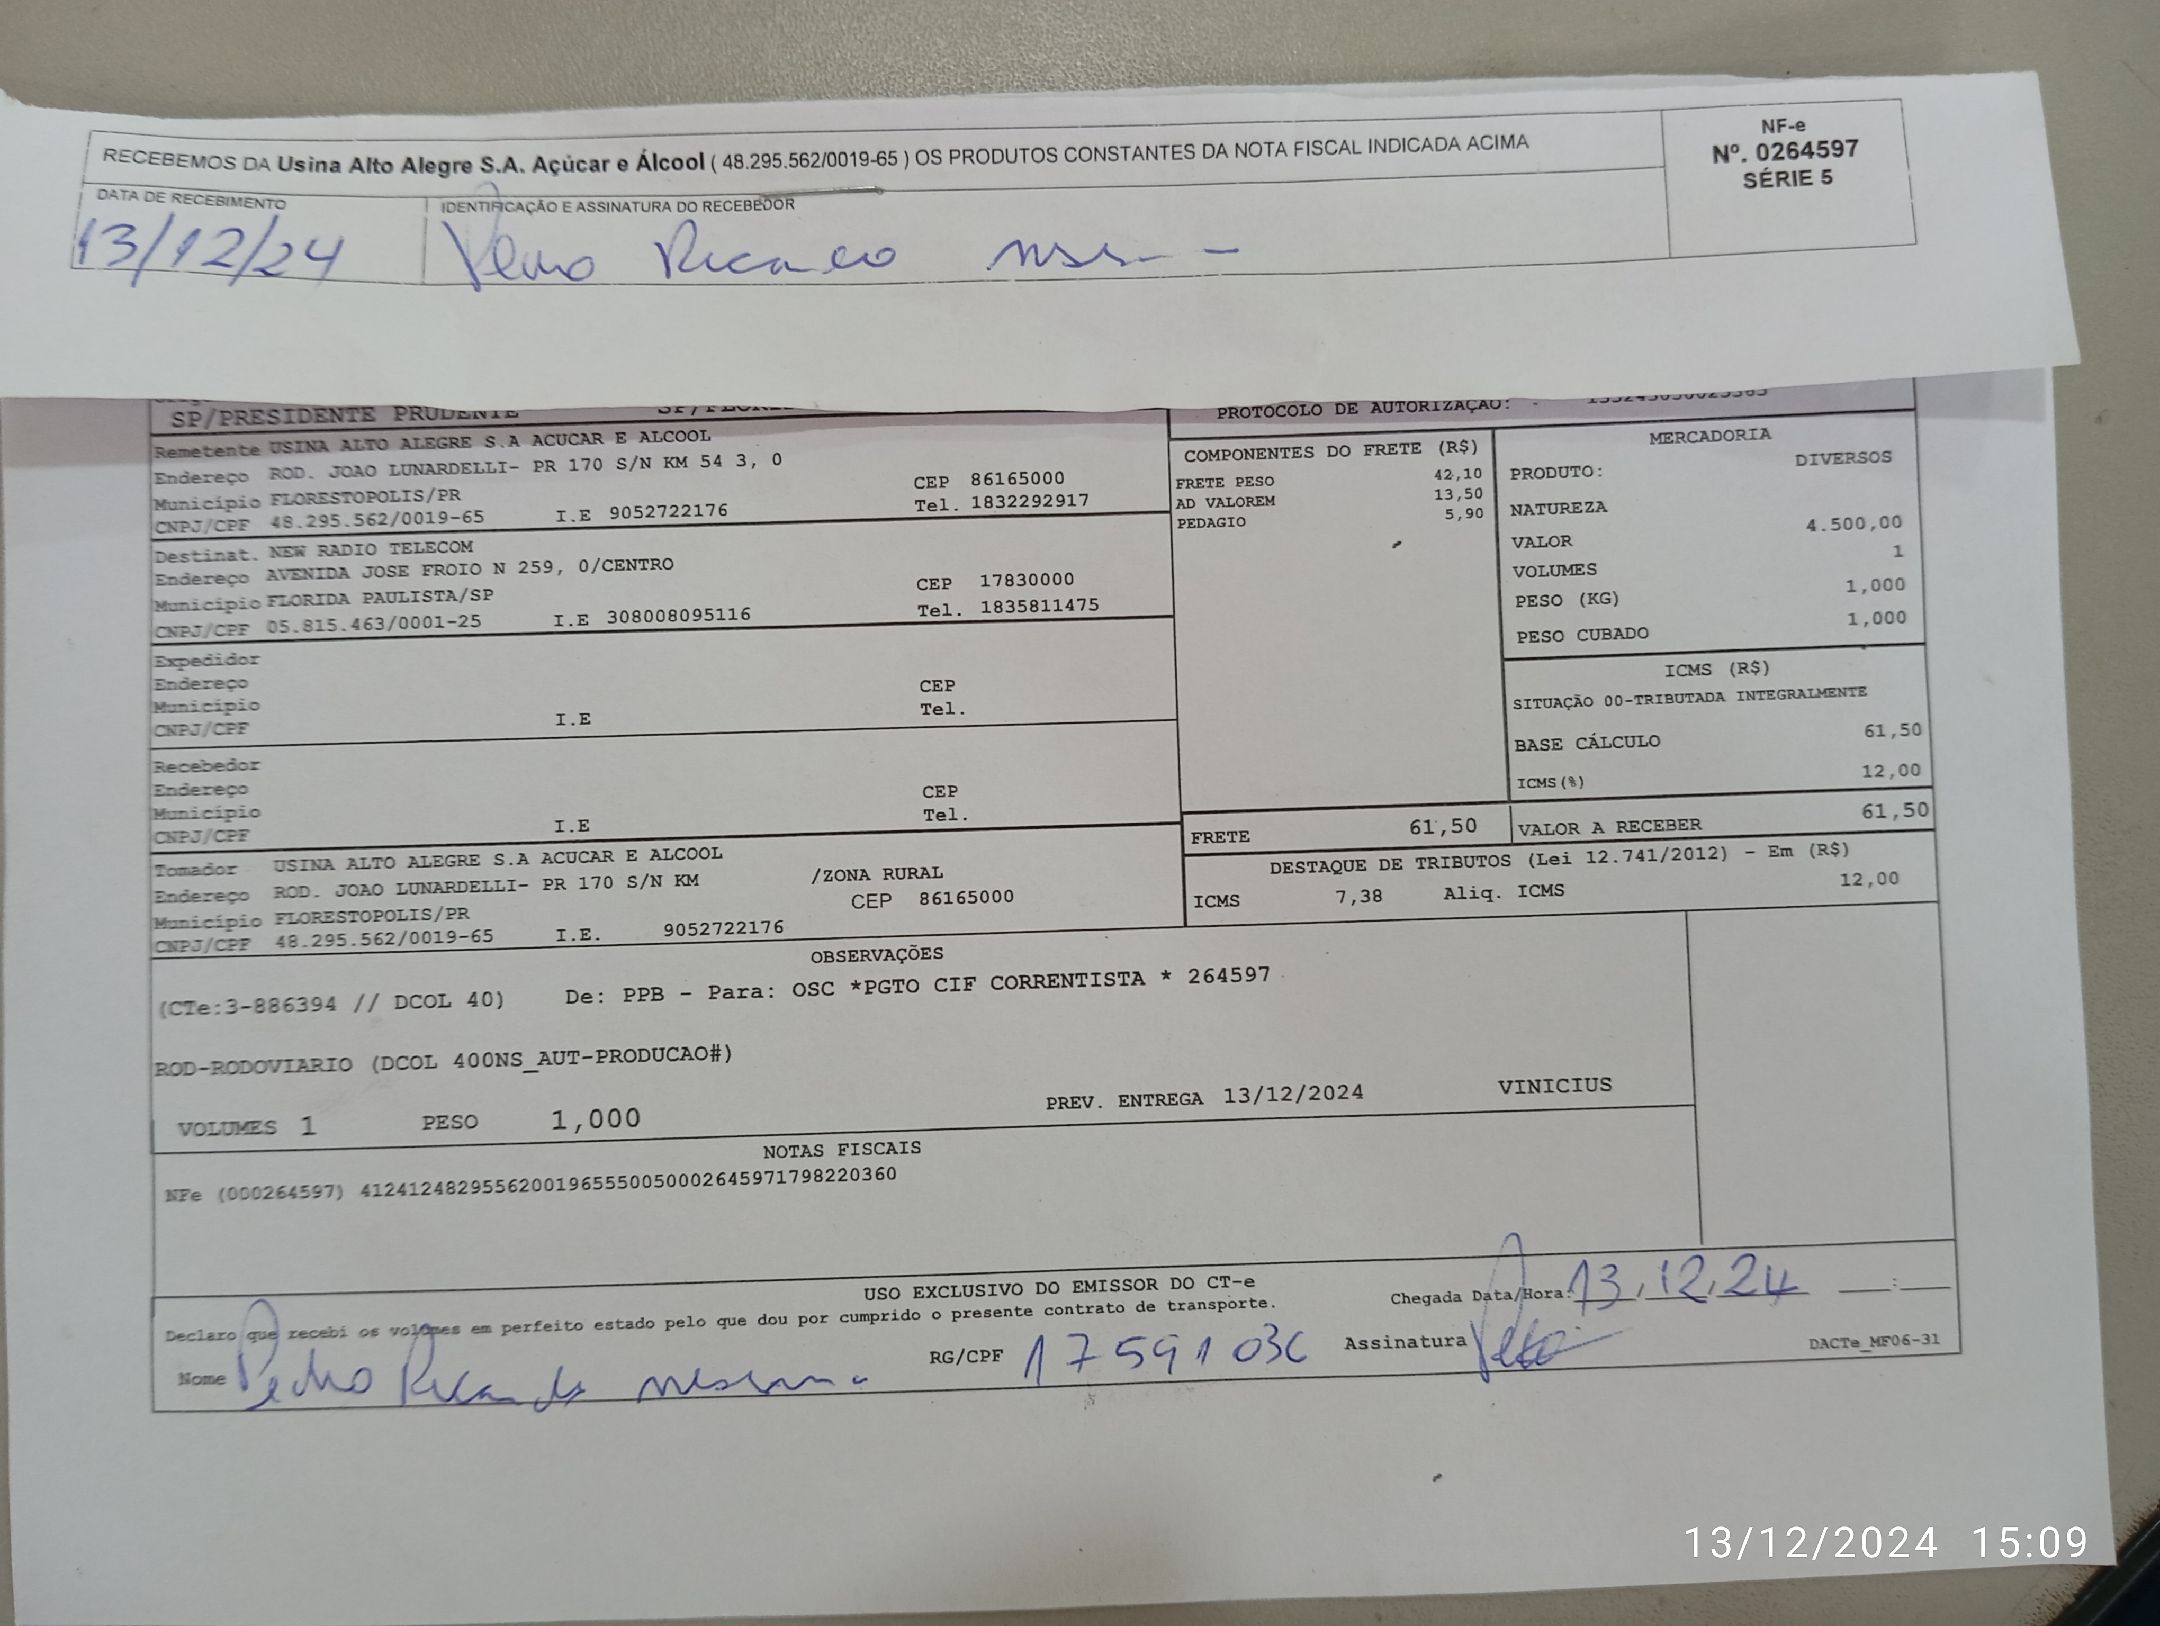 RECEBEMOS DA Usina Alto Alegre S.A. Açúcar e Álcool ( 48.295.562/0019-65 ) OS PRODUTOS CONSTANTES DA NOTA FISCAL INDICADA ACIMA
NF-e
Nº. 0264597
SÉRIE 5
DATA DE RECEBIMENTO
IDENTIFICAÇÃO E ASSINATURA DO RECEBEDOR
13/12/24
SP/PRESIDENTE PRUDENTE
PROTOCOLO DE AUTORIZAÇÃO:
Remetente USINA ALTO ALEGRE S.A ACUCAR E ALCOOL
Endereço ROD. JOAO LUNARDELLI- PR 170 S/N KM 54 3, 0
Município FLORESTOPOLIS/PR CEP 86165000
CNPJ/CPF 48.295.562/0019-65 I.E 9052722176 Tel. 1832292917
Destinat. NEW RADIO TELECOM
Endereço AVENIDA JOSE FROIO N 259, 0/CENTRO
Município FLORIDA PAULISTA/SP CEP 17830000
CNPJ/CPF 05.815.463/0001-25 I.E 308008095116 Tel. 1835811475
Expedidor
Endereço
Município CEP
CNPJ/CPF I.E Tel.
Recebedor
Endereço
Município CEP
CNPJ/CPF I.E Tel.
Tomador USINA ALTO ALEGRE S.A ACUCAR E ALCOOL
Endereço ROD. JOAO LUNARDELLI- PR 170 S/N KM /ZONA RURAL
Município FLORESTOPOLIS/PR CEP 86165000
CNPJ/CPF 48.295.562/0019-65 I.E. 9052722176
COMPONENTES DO FRETE (R$)
FRETE PESO 42,10
AD VALOREM 13,50
PEDAGIO 5,90
MERCADORIA
PRODUTO: DIVERSOS
NATUREZA
VALOR 4.500,00
VOLUMES 1
PESO (KG) 1,000
PESO CUBADO 1,000
ICMS (R$)
SITUAÇÃO 00-TRIBUTADA INTEGRALMENTE
BASE CÁLCULO 61,50
ICMS(%) 12,00
FRETE 61,50 VALOR A RECEBER 61,50
DESTAQUE DE TRIBUTOS (Lei 12.741/2012) - Em (R$)
ICMS 7,38 Aliq. ICMS 12,00
OBSERVAÇÕES
(CTe:3-886394 // DCOL 40) De: PPB - Para: OSC *PGTO CIF CORRENTISTA * 264597
ROD-RODOVIARIO (DCOL 400NS_AUT-PRODUCAO#)
VOLUMES 1 PESO 1,000 PREV. ENTREGA 13/12/2024 VINICIUS
NOTAS FISCAIS
NFe (000264597) 41241248295562001965550050002645971798220360
USO EXCLUSIVO DO EMISSOR DO CT-e
Declaro que recebi os volumes em perfeito estado pelo que dou por cumprido o presente contrato de transporte.
Chegada Data/Hora: 13.12.24 :
Nome Pedro Ricardo RG/CPF Assinatura DACTe_MF06-31
13/12/2024 15:09